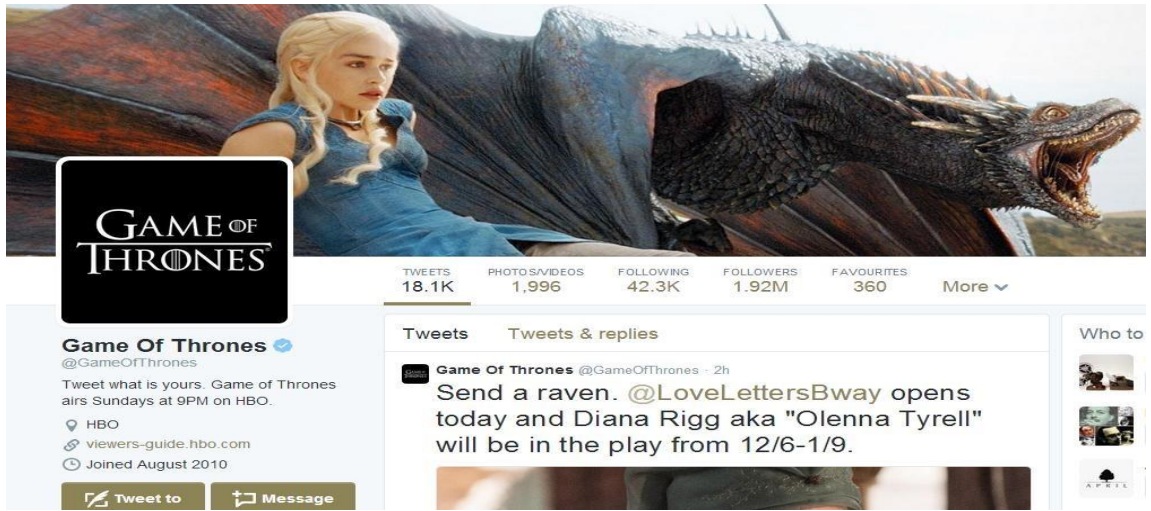 GAME OF
THRONES
TWEETS
18.1K
PHOTOS/VIDEOS
1,996
FOLLOWING
42.3K
FOLLOWERS
1.92M
FAVOURITES
360
More
Game Of Thrones
@GameOfThrones
Tweet what is yours. Game of Thrones
airs Sundays at 9PM on HBO.
HBO
viewers-guide.hbo.com
Joined August 2010
Tweet to
Message
Tweets
Tweets & replies
Game Of Thrones @GameOfThrones · 2h
Send a raven. @LoveLettersBway opens
today and Diana Rigg aka "Olenna Tyrell"
will be in the play from 12/6-1/9.
Who to
APRIL